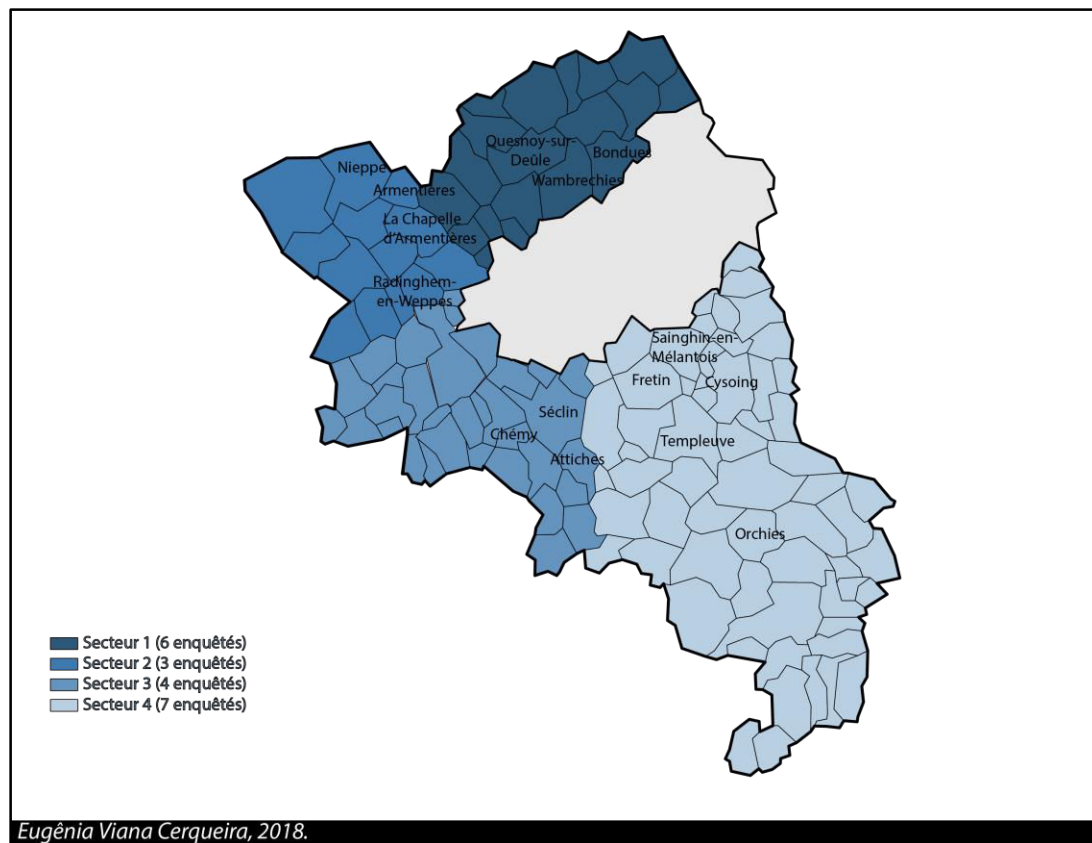 Quesnoy-sur-
Deûle
Bondues
Wambrechies
Nieppe
Armentières
La Chapelle
d'Armentières
Radinghem-
en-Weppes
Sainghin-en-
Mélantois
Fretin
Cysoing
Séclin
Chémy
Templeuve
Attiches
Orchies
Secteur 1 (6 enquêtés)
Secteur 2 (3 enquêtés)
Secteur 3 (4 enquêtés)
Secteur 4 (7 enquêtés)
Eugênia Viana Cerqueira, 2018.